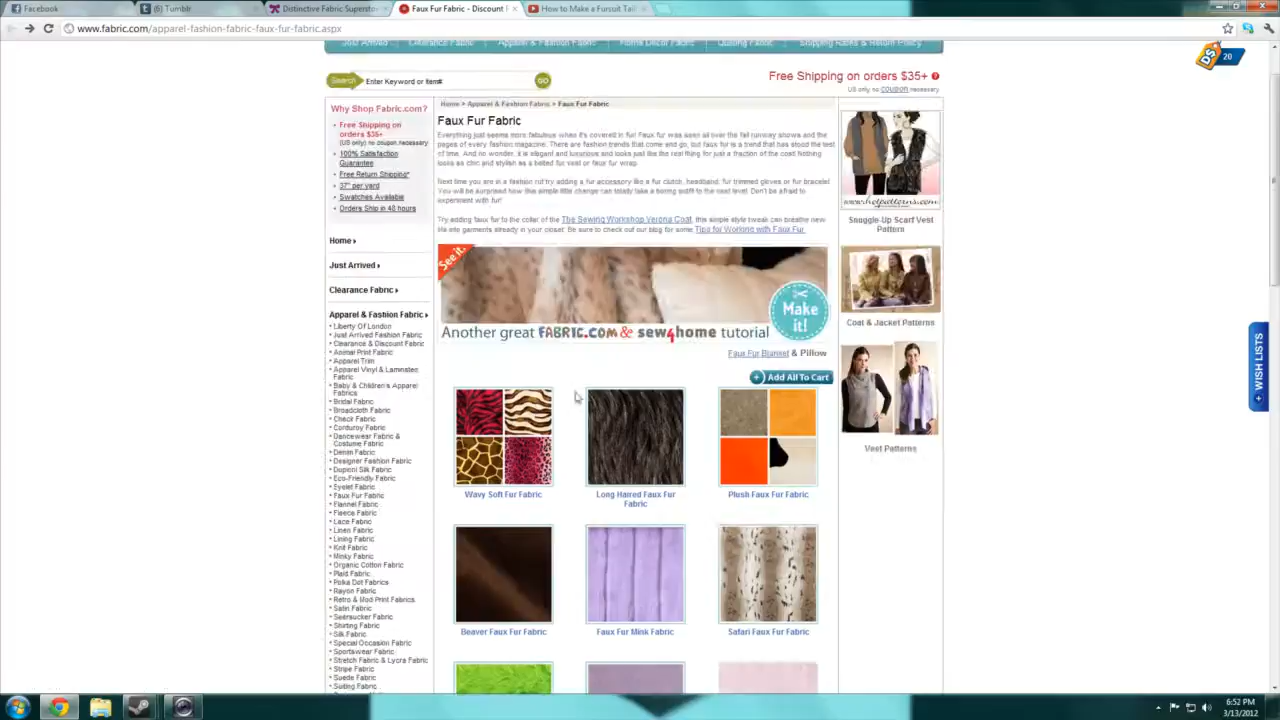 Facebook
(5) Tumblr
Distinctive Fabric Supersto
Faux Fur Fabric - Discount F
How to Make a Fursuit Tail
www.fabric.com/apparel-fashion-fabric-faux-fur-fabric.aspx
Just Arrived Clearance Fabric Apparel & Fashion Fabric Home Decor Fabric Quilting Fabric Shipping Rates & Return Policy
20
Search Enter Keyword or Item# GO
Free Shipping on orders $35+ ?
US only no coupon necessary
Why Shop Fabric.com?
Free Shipping on
orders $35+
(US only) no coupon necessary
100% Satisfaction
Guarantee
Free Return Shipping*
37" per yard
Swatches Available
Orders Ship in 48 hours
Home
Just Arrived
Clearance Fabric
Apparel & Fashion Fabric
Liberty Of London
Just Arrived Fashion Fabric
Clearance & Discount Fabric
Animal Print Fabric
Apparel Trim
Apparel Vinyl & Laminated
Fabric
Baby & Children's Apparel
Fabrics
Bridal Fabric
Broadcloth Fabric
Check Fabric
Corduroy Fabric
Dancewear Fabric &
Costume Fabric
Denim Fabric
Designer Fashion Fabric
Dupioni Silk Fabric
Eco-Friendly Fabric
Eyelet Fabric
Faux Fur Fabric
Flannel Fabric
Fleece Fabric
Lace Fabric
Linen Fabric
Lining Fabric
Knit Fabric
Minky Fabric
Organic Cotton Fabric
Plaid Fabric
Polka Dot Fabrics
Rayon Fabric
Retro & Mod Print Fabrics
Satin Fabric
Seersucker Fabric
Shirting Fabric
Silk Fabric
Special Occasion Fabric
Sportswear Fabric
Stretch Fabric & Lycra Fabric
Stripe Fabric
Suede Fabric
Suiting Fabric
Home > Apparel & Fashion Fabric > Faux Fur Fabric
Faux Fur Fabric
Everything just seems more fabulous when it's covered in fur! Faux fur was seen all over the fall runway shows and the
pages of every fashion magazine. There are fashion trends that come and go, but faux fur is a trend that has stood the test
of time. And no wonder, it is elegant and luxurious and looks just like the real thing for just a fraction of the cost! Nothing
looks as chic and stylish as a belted fur vest or faux fur wrap.
Next time you are in a fashion rut try adding a fur accessory like a fur clutch, headband, fur trimmed gloves or fur bracelet!
You will be surprised how this simple little change can totally take a boring outfit to the next level. Don't be afraid to
experiment with fur!
Try adding faux fur to the collar of the The Sewing Workshop Verona Coat, this simple style tweak can breathe new
life into garments already in your closet. Be sure to check out our blog for some Tips for Working with Faux Fur.
See it.
Make
it!
Another great FABRIC.COM & sew4home tutorial
Faux Fur Blanket & Pillow
Add All To Cart
Wavy Soft Fur Fabric
Long Haired Faux Fur
Fabric
Plush Faux Fur Fabric
Beaver Faux Fur Fabric
Faux Fur Mink Fabric
Safari Faux Fur Fabric
www.hotpatterns.com
Snuggle-Up Scarf Vest
Pattern
Coat & Jacket Patterns
Vest Patterns
WISH LISTS
6:52 PM
3/13/2012